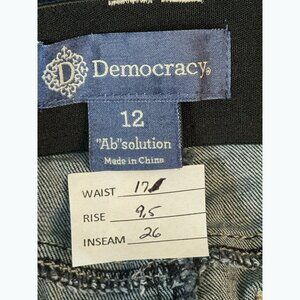 D Democracy®
12
"Ab"solution
Made in China
WAIST 17
RISE 9.5
INSEAM 26